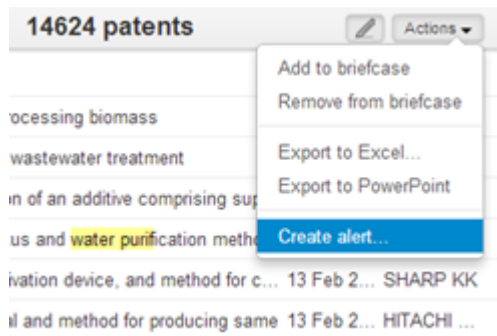 14624 patents
Actions
Add to briefcase
Remove from briefcase
Export to Excel...
Export to PowerPoint
Create alert...
ocessing biomass
wastewater treatment
n of an additive comprising sup
us and water purification metho
ivation device, and method for c... 13 Feb 2... SHARP KK
al and method for producing same 13 Feb 2... HITACHI ...